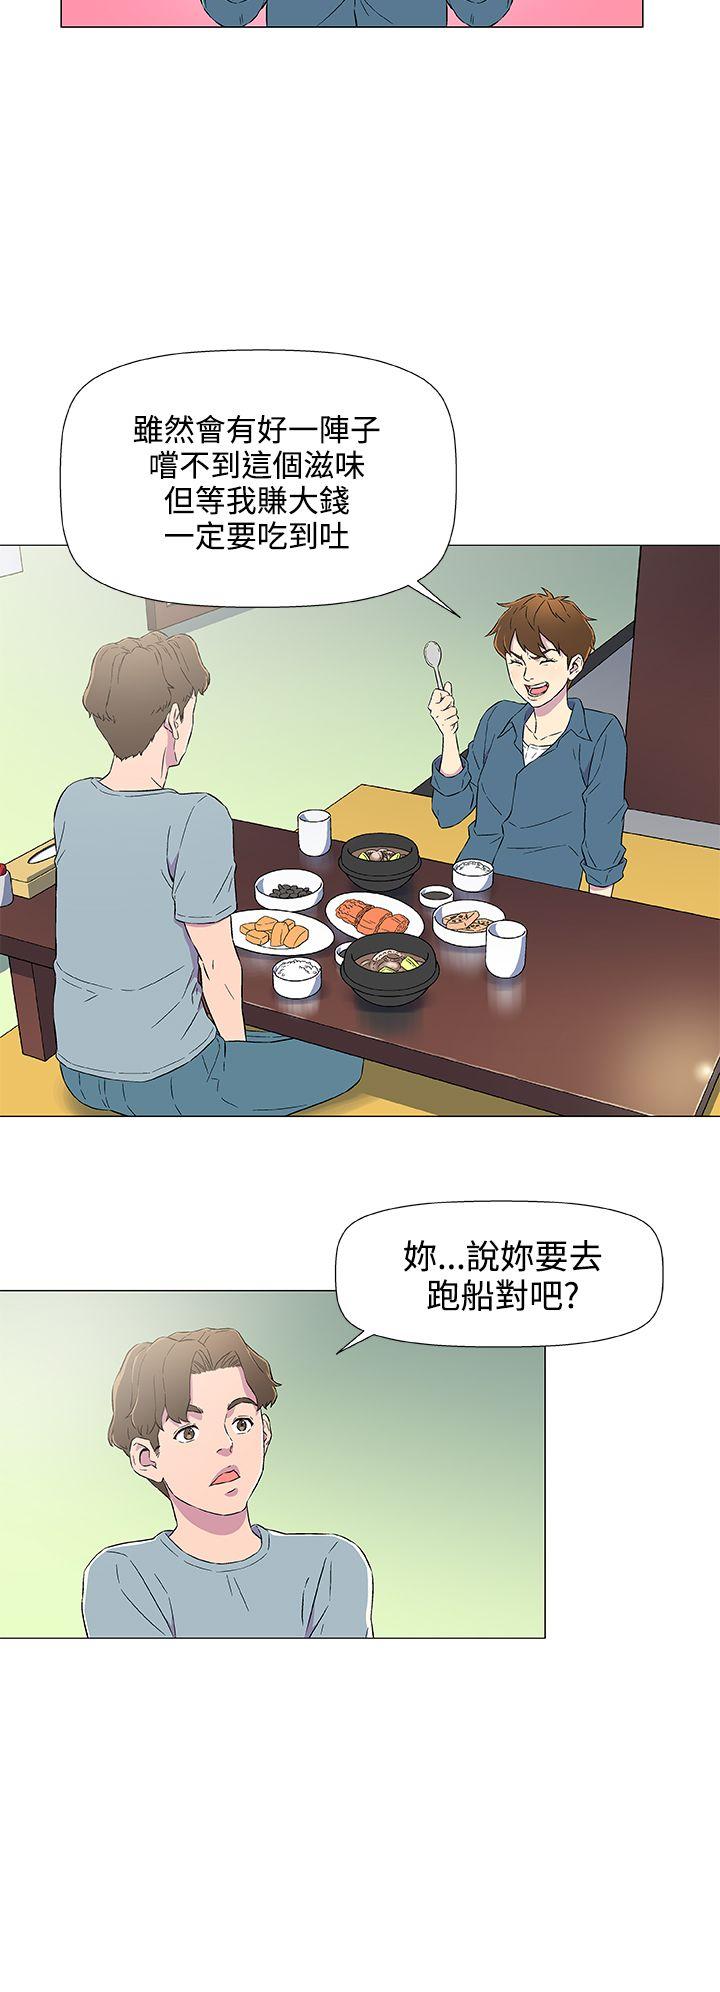 雖然會有好一陣子
嚐不到這個滋味
但等我賺大錢
一定要吃到吐
妳…說妳要去
跑船對吧?